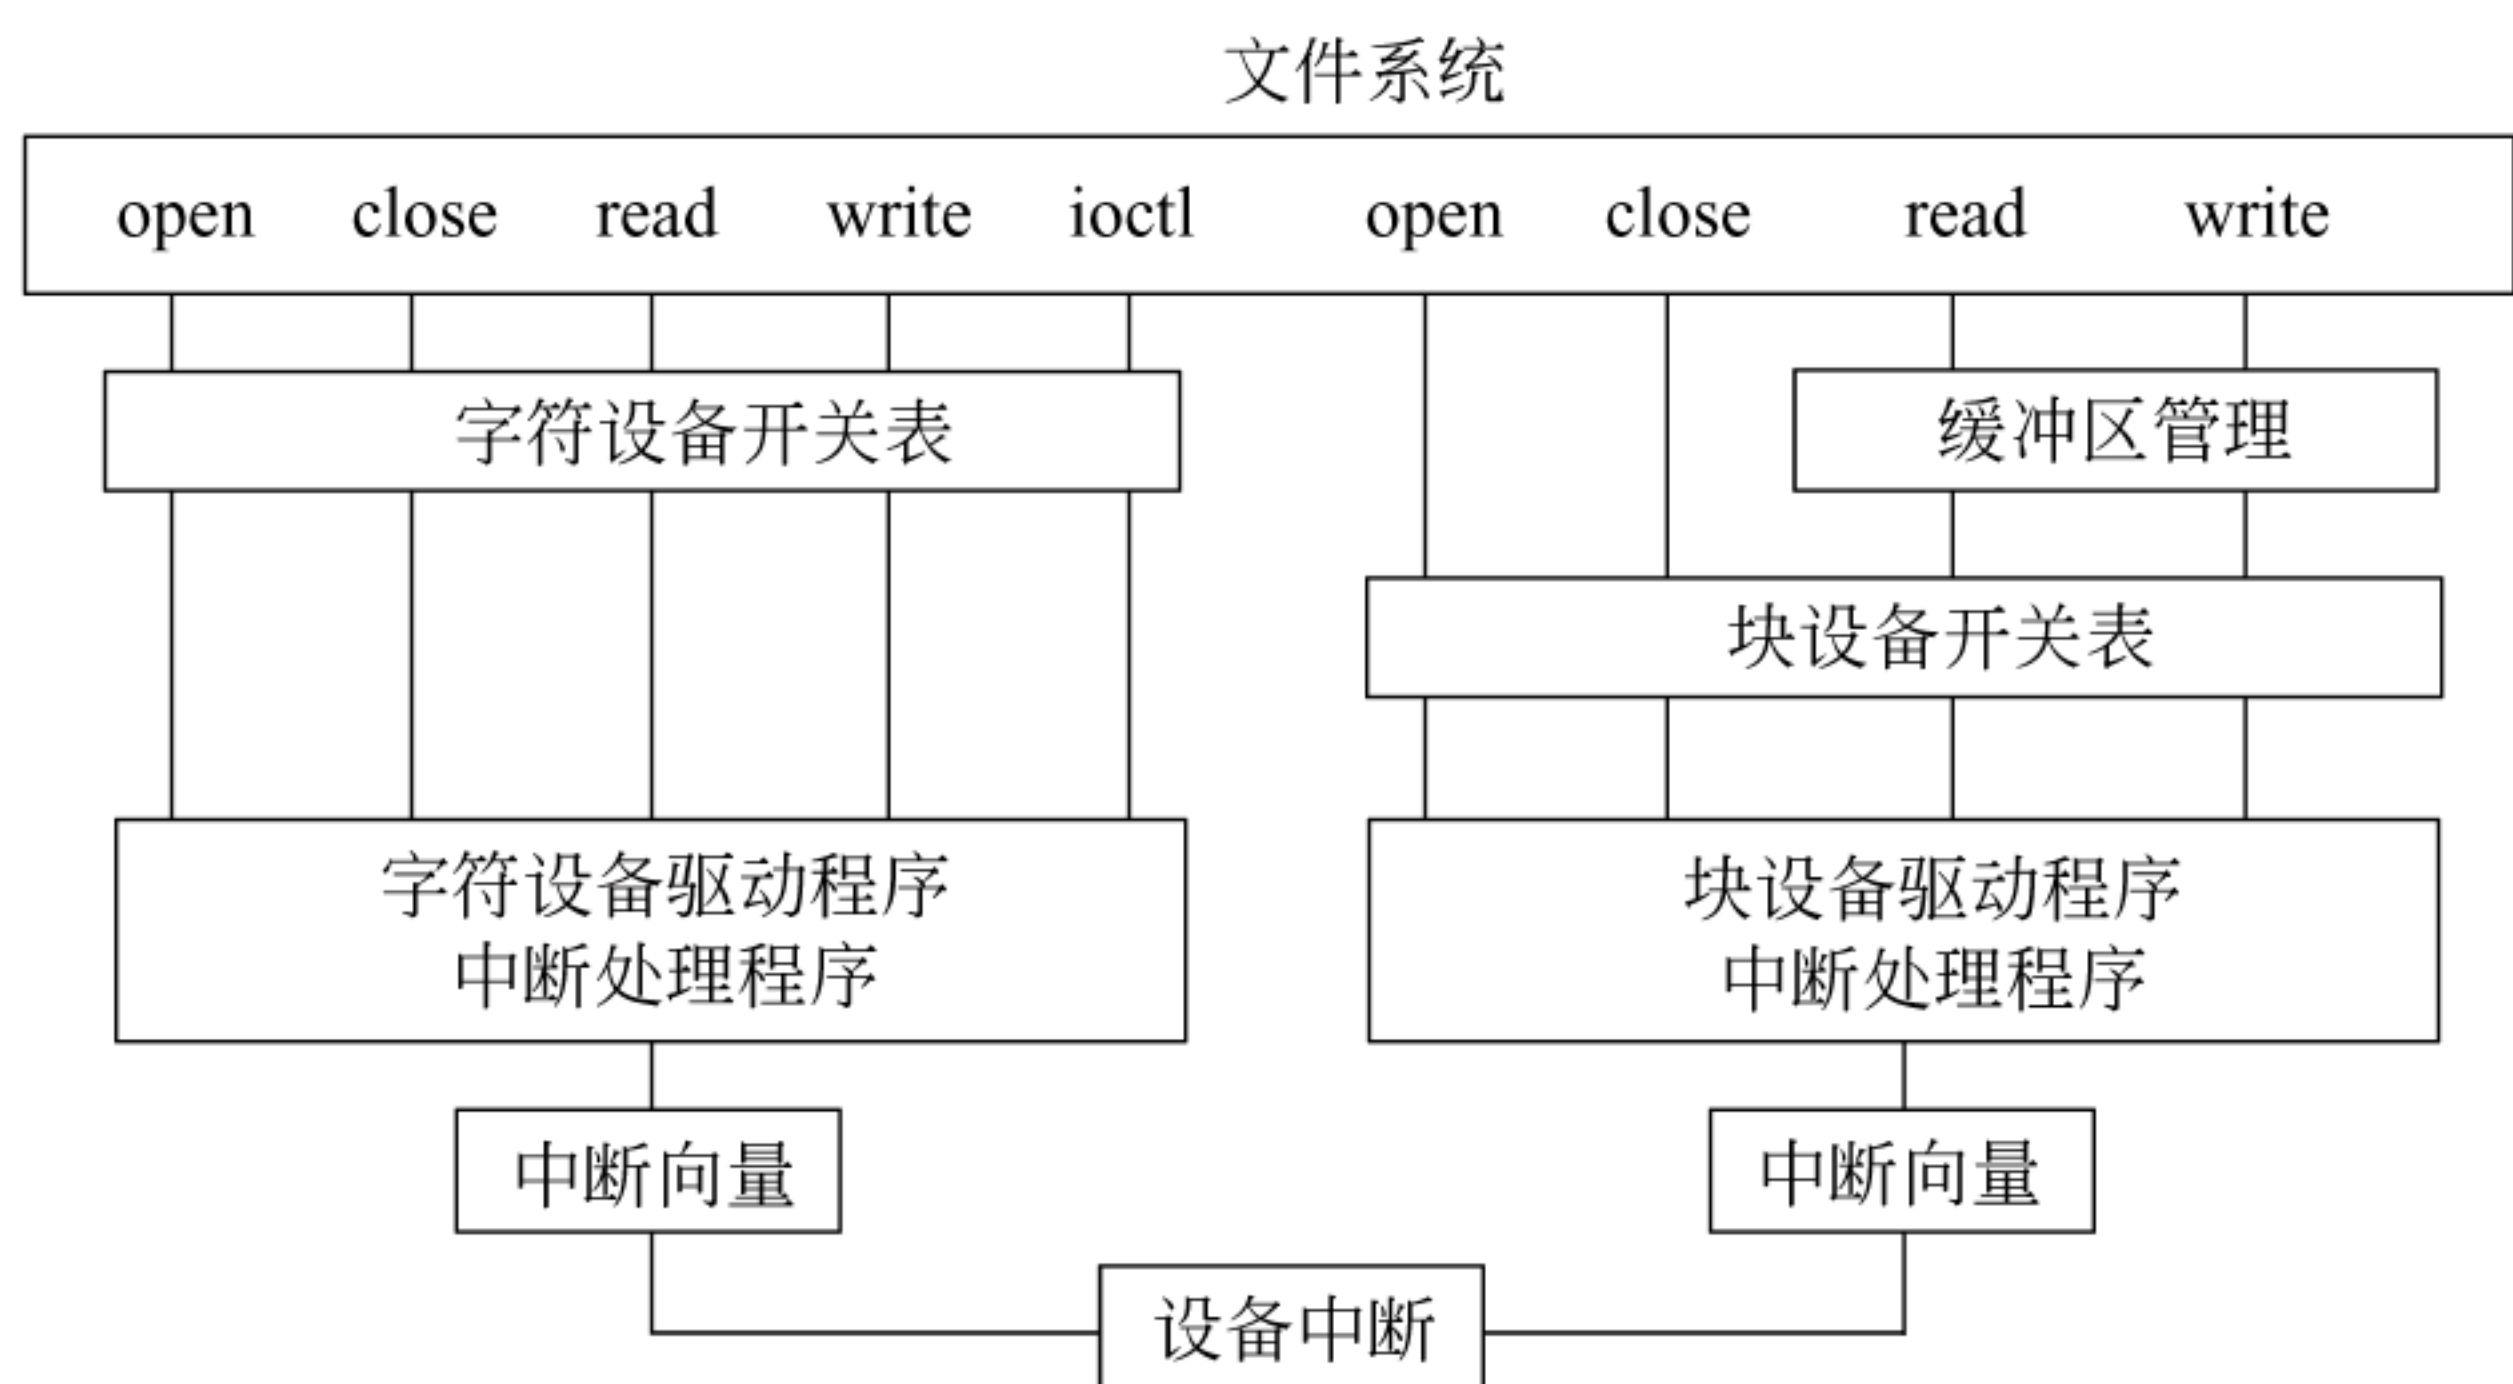 文件系统
open close read write ioctl open close read write
字符设备开关表
缓冲区管理
块设备开关表
字符设备驱动程序
中断处理程序
块设备驱动程序
中断处理程序
中断向量
中断向量
设备中断